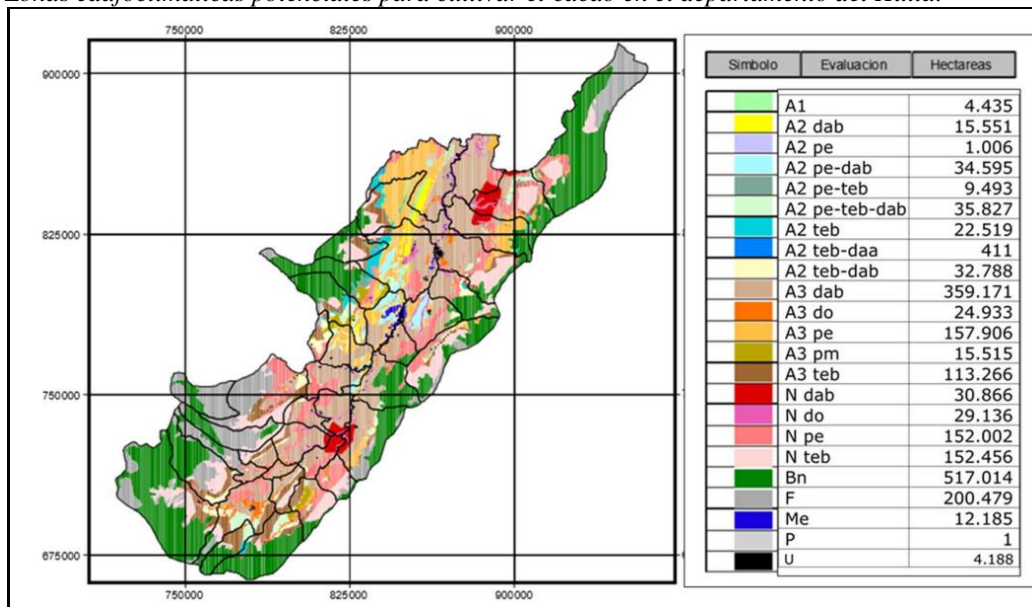 Zonas edafoclimáticas potenciales para cultivar el cacao en el departamento del Huila.
750000 825000 900000
900000
825000
750000
675000
750000 825000 900000
Simbolo Evaluacion Hectareas
A1 4.435
A2 dab 15.551
A2 pe 1.006
A2 pe-dab 34.595
A2 pe-teb 9.493
A2 pe-teb-dab 35.827
A2 teb 22.519
A2 teb-daa 411
A2 teb-dab 32.788
A3 dab 359.171
A3 do 24.933
A3 pe 157.906
A3 pm 15.515
A3 teb 113.266
N dab 30.866
N do 29.136
N pe 152.002
N teb 152.456
Bn 517.014
F 200.479
Me 12.185
P 1
U 4.188